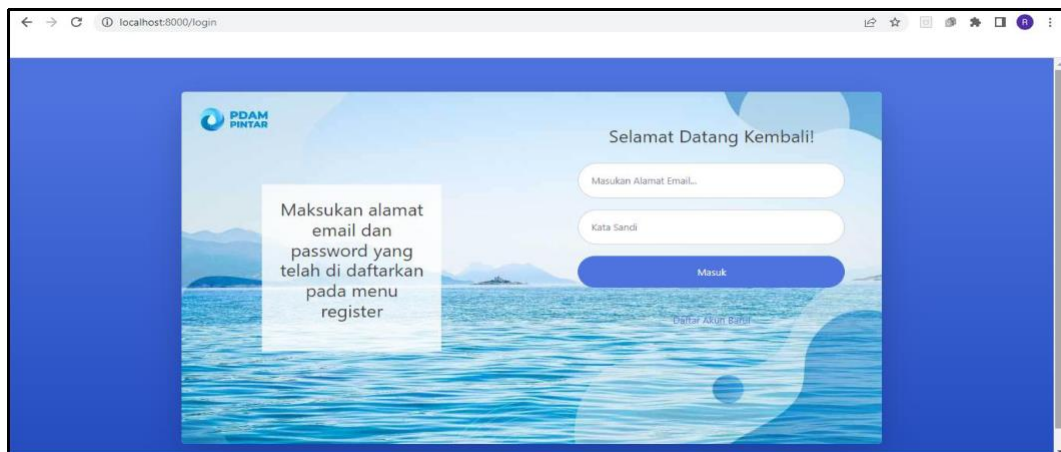 localhost:8000/login
R
PDAM
PINTAR
Selamat Datang Kembali!
Masukan Alamat Email...
Kata Sandi
Masuk
Daftar Akun Baru!
Maksukan alamat
email dan
password yang
telah di daftarkan
pada menu
register